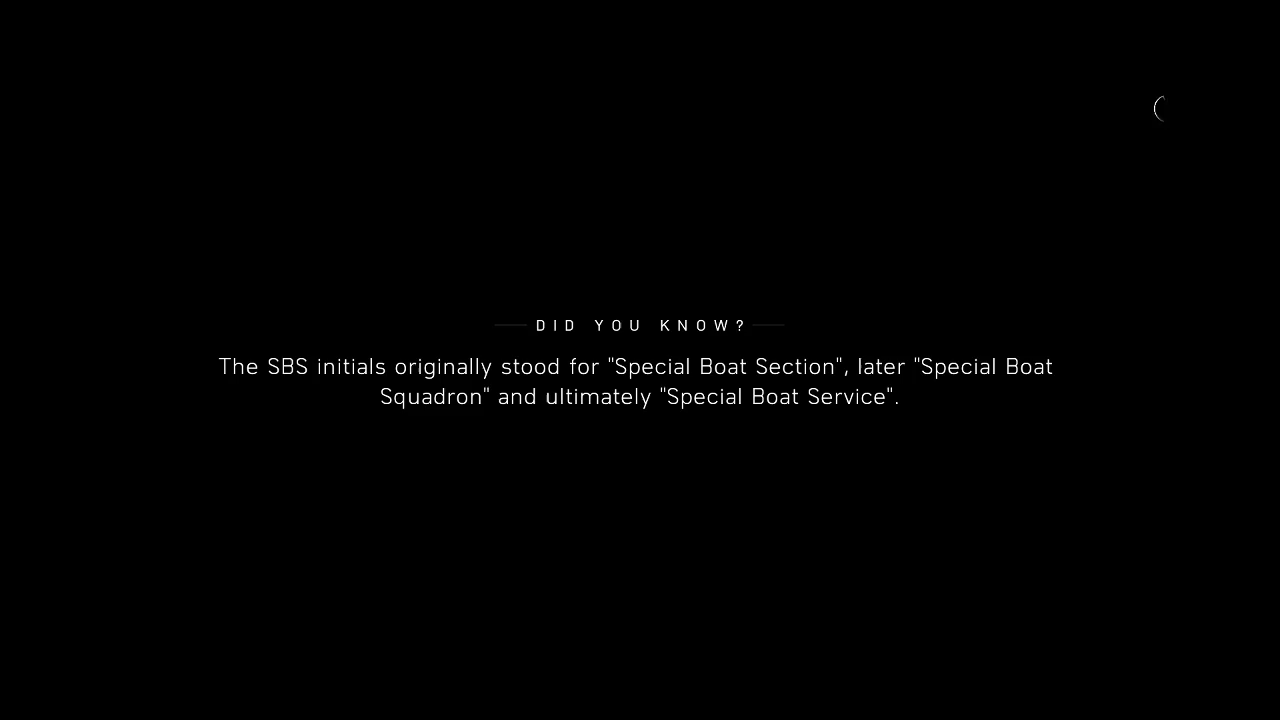 DID YOU KNOW?
The SBS initials originally stood for "Special Boat Section", later "Special Boat
Squadron" and ultimately "Special Boat Service".